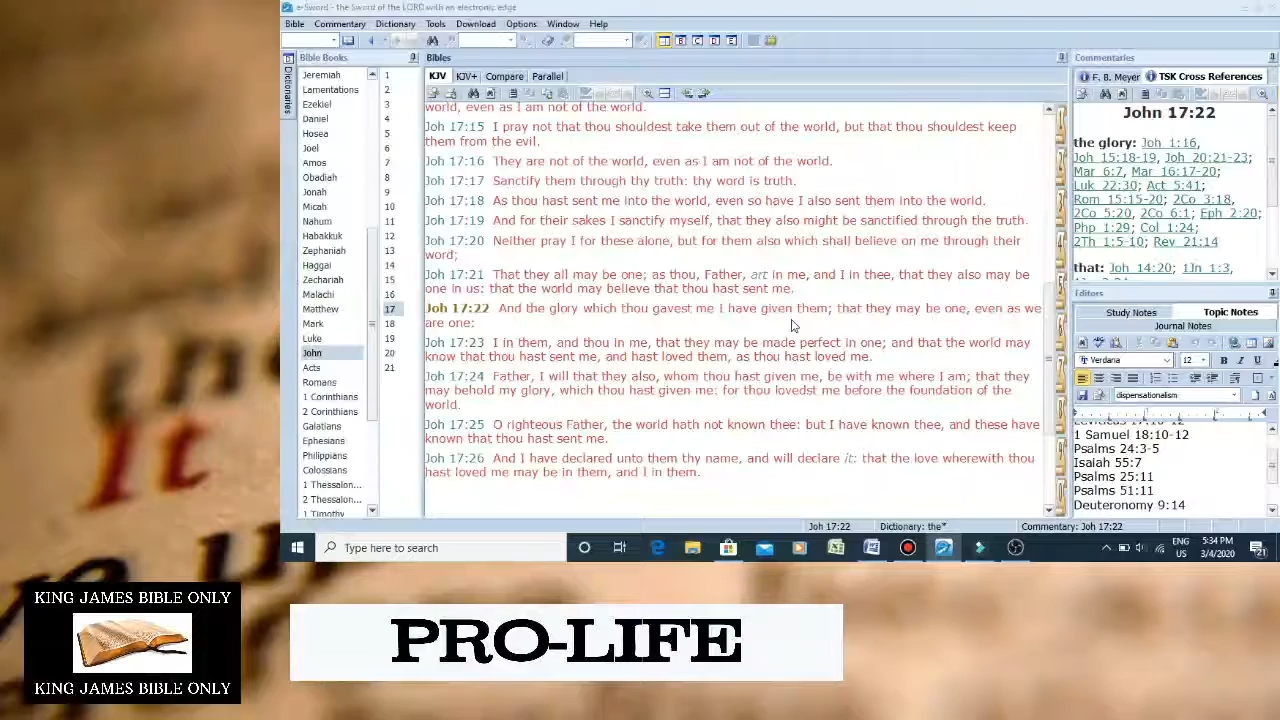 e-Sword - the Sword of the LORD with an electronic edge
Bible Commentary Dictionary Tools Download Options Window Help
Dictionaries
Bible Books
Jeremiah 1
Lamentations 2
Ezekiel 3
Daniel 4
Hosea 5
Joel 6
Amos 7
Obadiah 8
Jonah 9
Micah 10
Nahum 11
Habakkuk 12
Zephaniah 13
Haggai 14
Zechariah 15
Malachi 16
Matthew 17
Mark 18
Luke 19
John 20
Acts 21
Romans
1 Corinthians
2 Corinthians
Galatians
Ephesians
Philippians
Colossians
1 Thessalon...
2 Thessalon...
1 Timothy
Bibles
KJV KJV+ Compare Parallel
world, even as I am not of the world.
Joh 17:15 I pray not that thou shouldest take them out of the world, but that thou shouldest keep
them from the evil.
Joh 17:16 They are not of the world, even as I am not of the world.
Joh 17:17 Sanctify them through thy truth: thy word is truth.
Joh 17:18 As thou hast sent me into the world, even so have I also sent them into the world.
Joh 17:19 And for their sakes I sanctify myself, that they also might be sanctified through the truth.
Joh 17:20 Neither pray I for these alone, but for them also which shall believe on me through their
word;
Joh 17:21 That they all may be one; as thou, Father, art in me, and I in thee, that they also may be
one in us: that the world may believe that thou hast sent me.
Joh 17:22 And the glory which thou gavest me I have given them; that they may be one, even as we
are one:
Joh 17:23 I in them, and thou in me, that they may be made perfect in one; and that the world may
know that thou hast sent me, and hast loved them, as thou hast loved me.
Joh 17:24 Father, I will that they also, whom thou hast given me, be with me where I am; that they
may behold my glory, which thou hast given me: for thou lovedst me before the foundation of the
world.
Joh 17:25 O righteous Father, the world hath not known thee: but I have known thee, and these have
known that thou hast sent me.
Joh 17:26 And I have declared unto them thy name, and will declare it: that the love wherewith thou
hast loved me may be in them, and I in them.
Commentaries
F. B. Meyer TSK Cross References
John 17:22
the glory: Joh 1:16,
Joh 15:18-19, Joh 20:21-23;
Mar 6:7, Mar 16:17-20;
Luk 22:30; Act 5:41;
Rom 15:15-20; 2Co 3:18,
2Co 5:20, 2Co 6:1; Eph 2:20;
Php 1:29; Col 1:24;
2Th 1:5-10; Rev 21:14
that: Joh 14:20; 1Jn 1:3,
Editors
Study Notes Topic Notes
Journal Notes
Verdana 12 B I U
dispensationalism
1 Samuel 18:10-12
Psalms 24:3-5
Isaiah 55:7
Psalms 25:11
Psalms 51:11
Deuteronomy 9:14
Joh 17:22 Dictionary: the* Commentary: Joh 17:22
Type here to search
ENG
US
5:34 PM
3/4/2020
21
It
KING JAMES BIBLE ONLY
KING JAMES BIBLE ONLY
PRO-LIFE